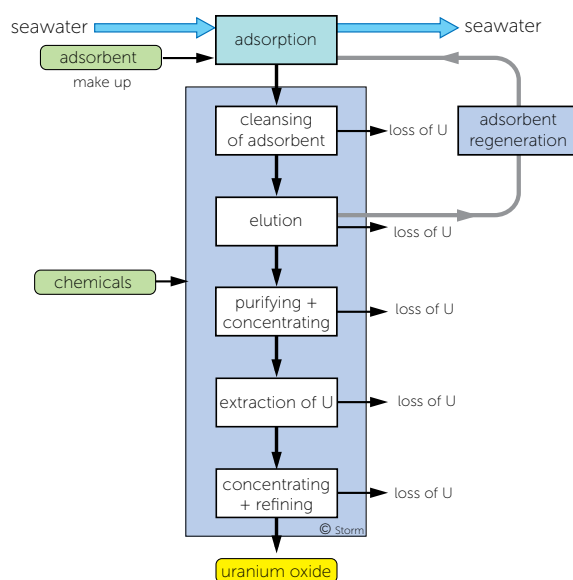 seawater
seawater
adsorption
adsorbent
make up
cleansing
of adsorbent
loss of U
adsorbent
regeneration
elution
loss of U
chemicals
purifying +
concentrating
loss of U
extraction of U
loss of U
concentrating
+ refining
loss of U
© Storm
uranium oxide